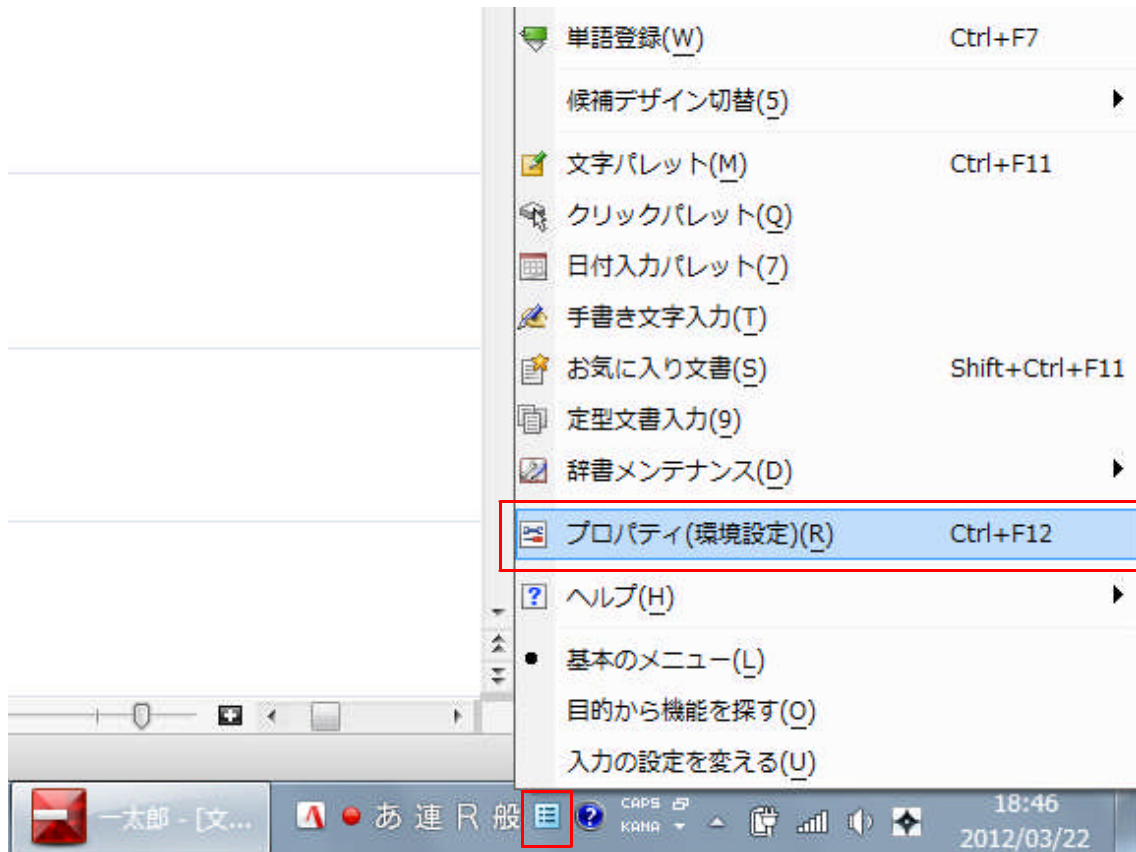 単語登録(W) Ctrl+F7
候補デザイン切替(5)
文字パレット(M) Ctrl+F11
クリックパレット(Q)
日付入力パレット(7)
手書き文字入力(T)
お気に入り文書(S) Shift+Ctrl+F11
定型文書入力(9)
辞書メンテナンス(D)
プロパティ(環境設定)(R) Ctrl+F12
ヘルプ(H)
基本のメニュー(L)
目的から機能を探す(O)
入力の設定を変える(U)
一太郎 - [文...
あ 連 R 般
CAPS
KANA
18:46
2012/03/22